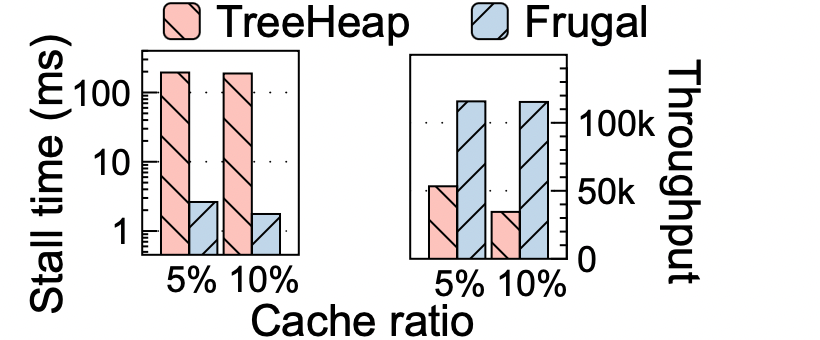 TreeHeap Frugal
Stall time (ms)
100
10
1
5% 10%
100k
50k
0
5% 10%
Throughput
Cache ratio